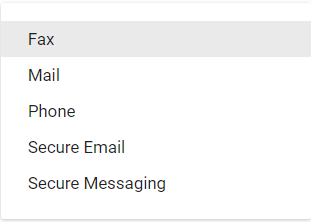 Fax
Mail
Phone
Secure Email
Secure Messaging